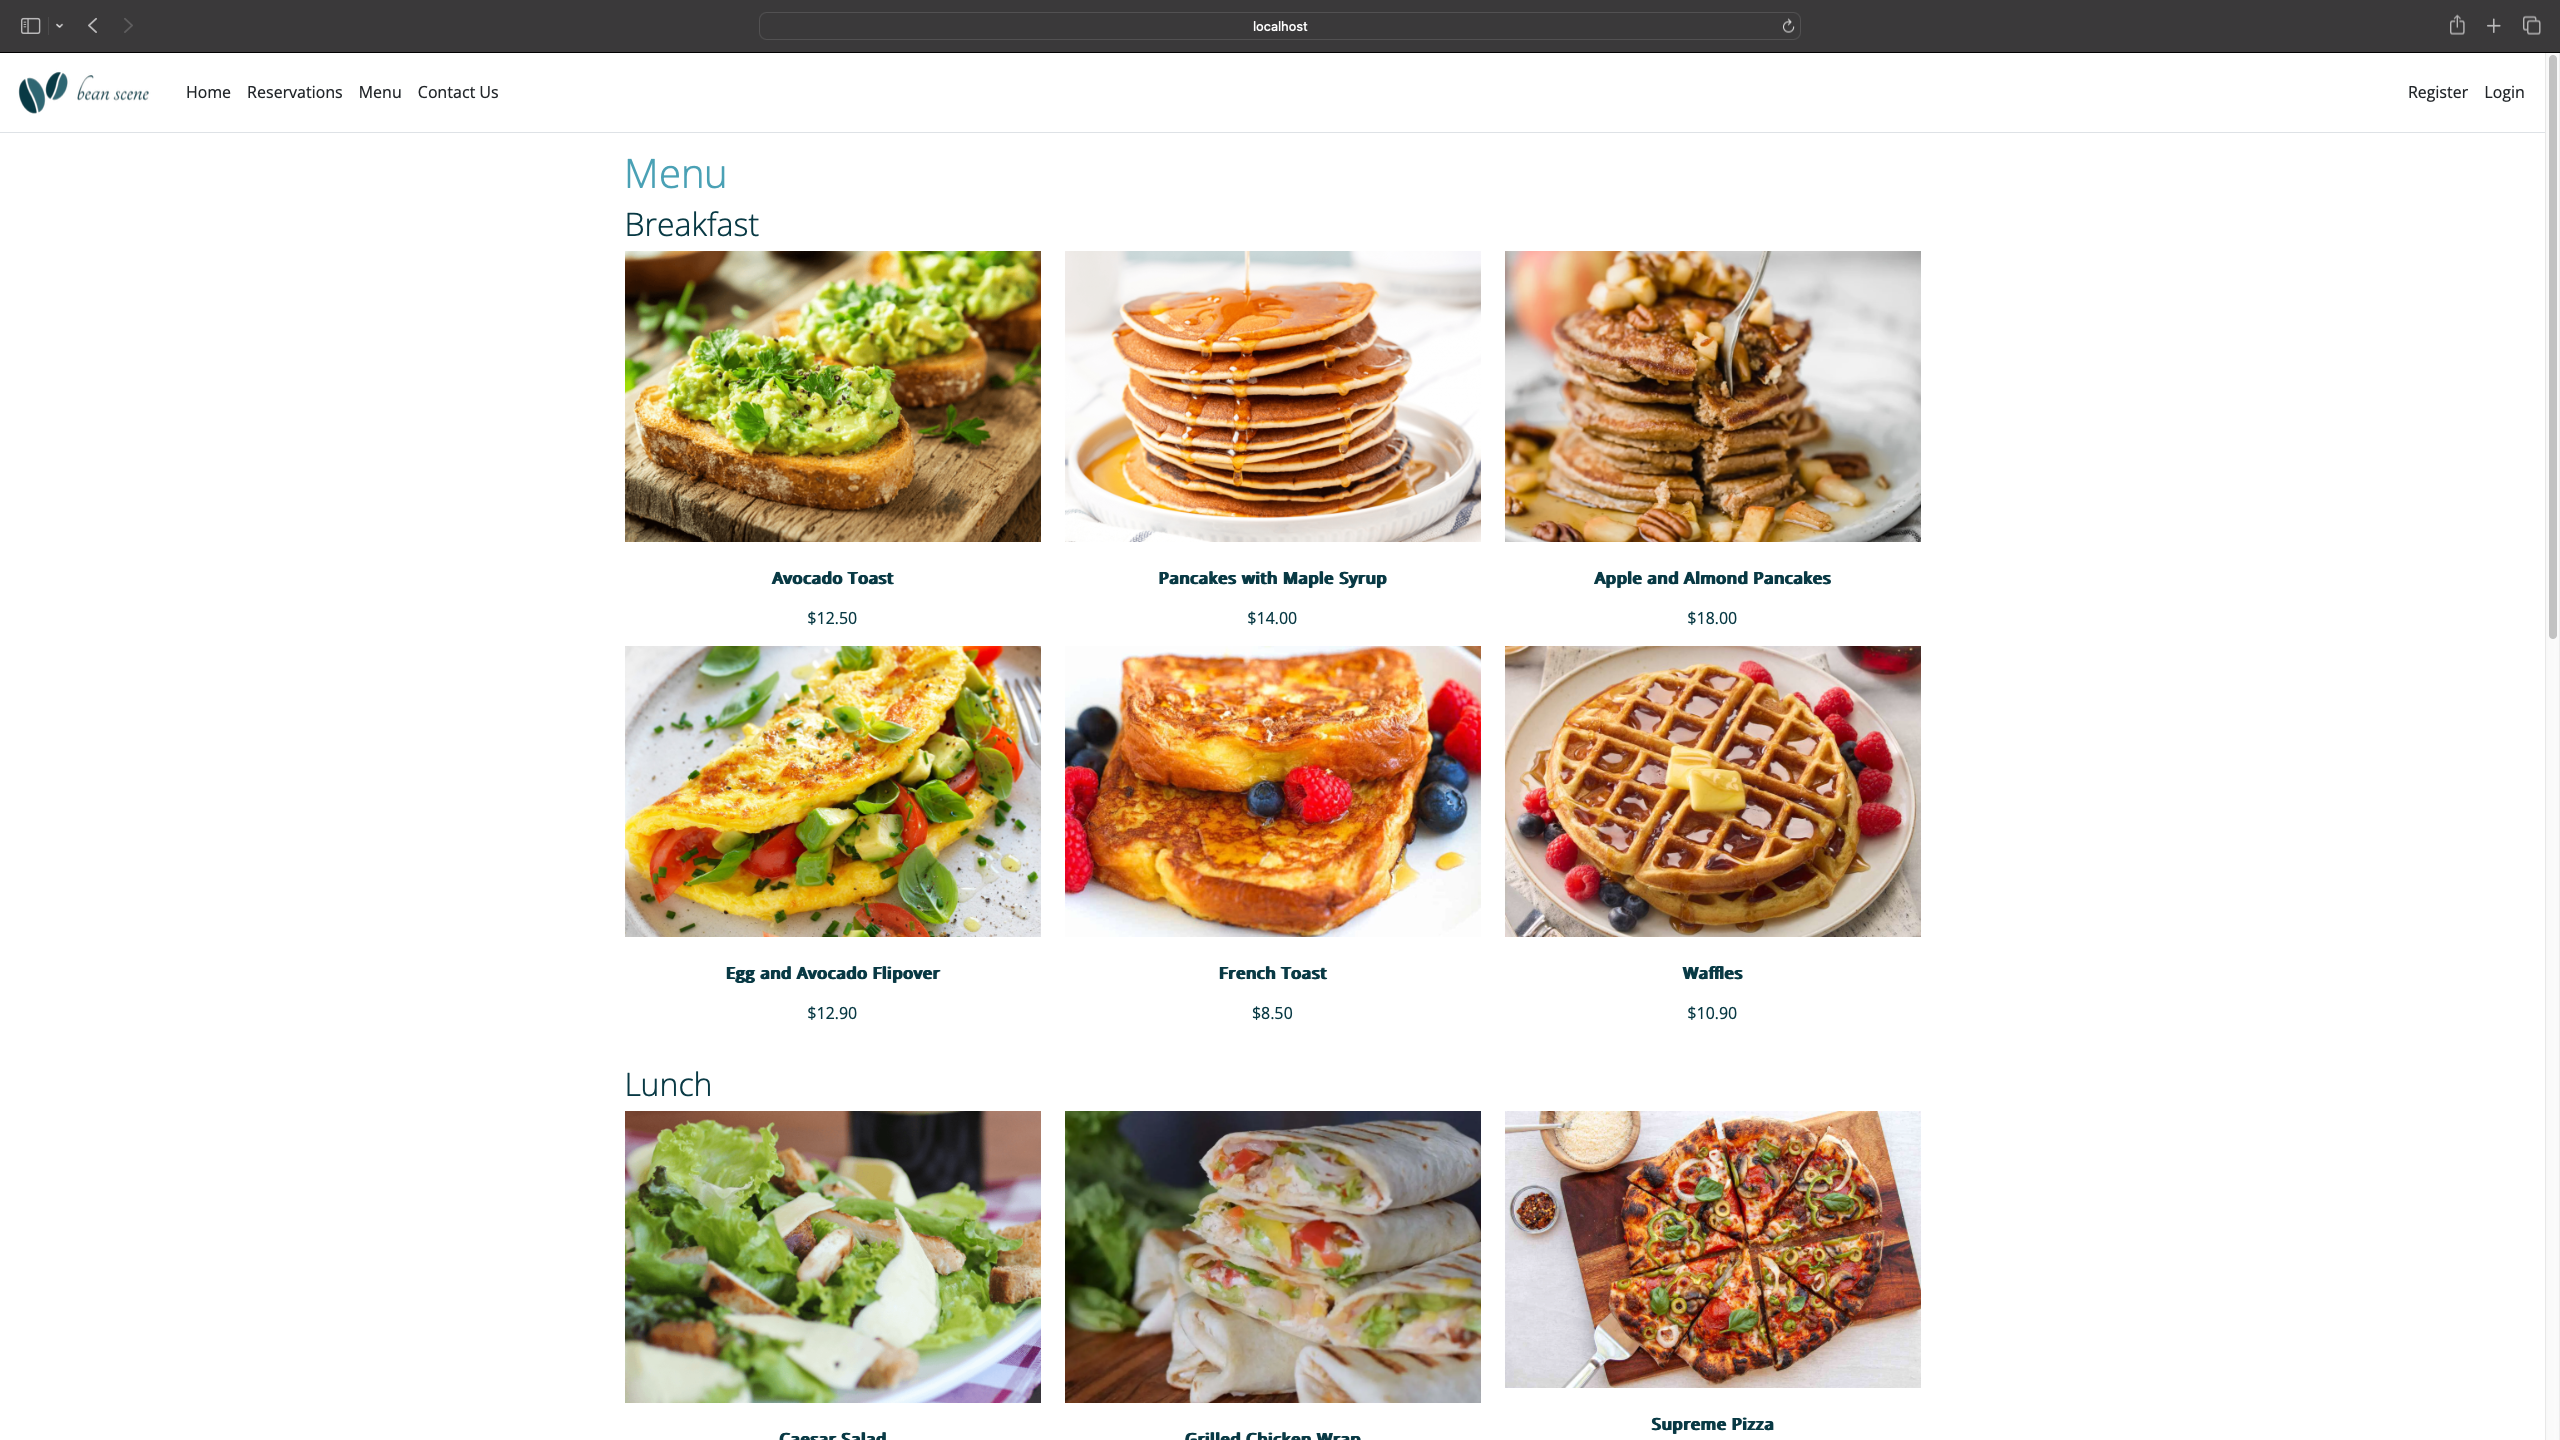 localhost
bean scene
Home Reservations Menu Contact Us
Register Login
Menu
Breakfast
Avocado Toast
Pancakes with Maple Syrup
Apple and Almond Pancakes
$12.50
$14.00
$18.00
Egg and Avocado Flipover
French Toast
Waffles
$12.90
$8.50
$10.90
Lunch
Caesar Salad
Grilled Chicken Wrap
Supreme Pizza